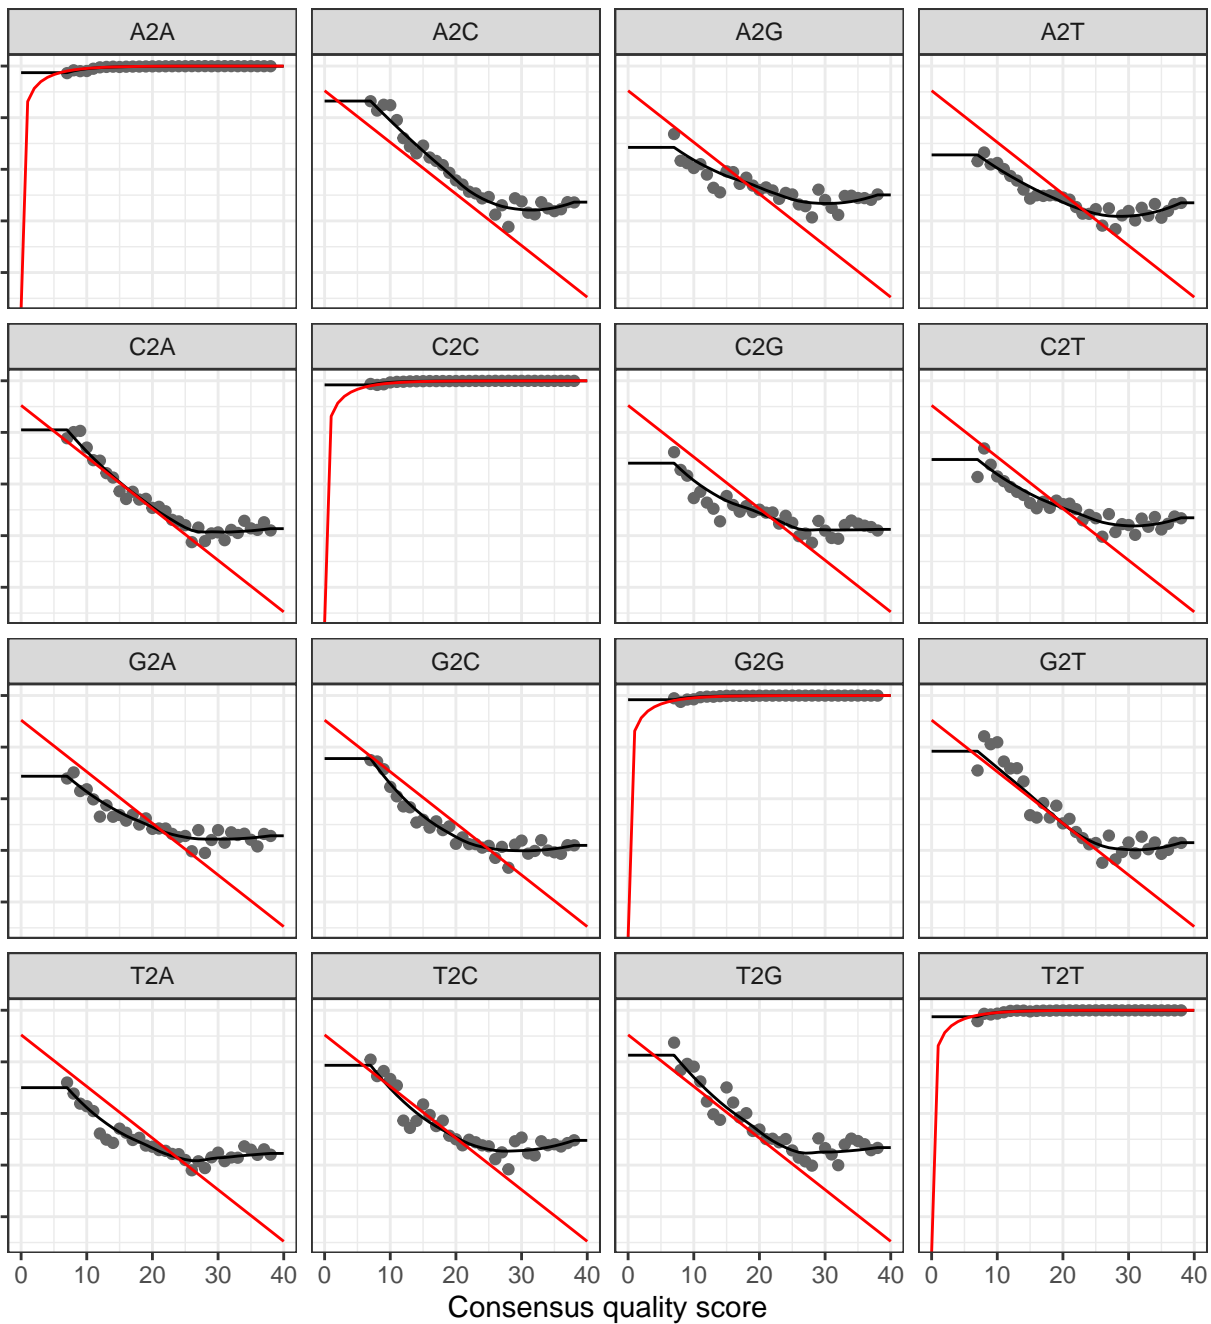 A2A A2C A2G A2T
C2A C2C C2G C2T
G2A G2C G2G G2T
T2A T2C T2G T2T
0 10 20 30 40 0 10 20 30 40 0 10 20 30 40 0 10 20 30 40
Consensus quality score